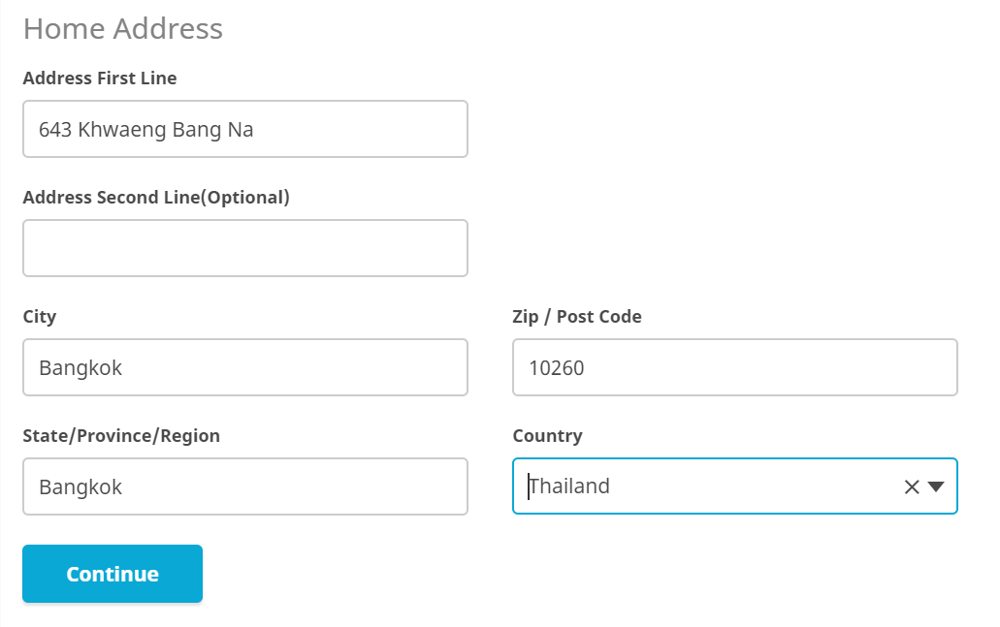 Home Address
Address First Line
643 Khwaeng Bang Na
Address Second Line(Optional)
City
Zip / Post Code
Bangkok
10260
State/Province/Region
Country
Bangkok
Thailand
Continue